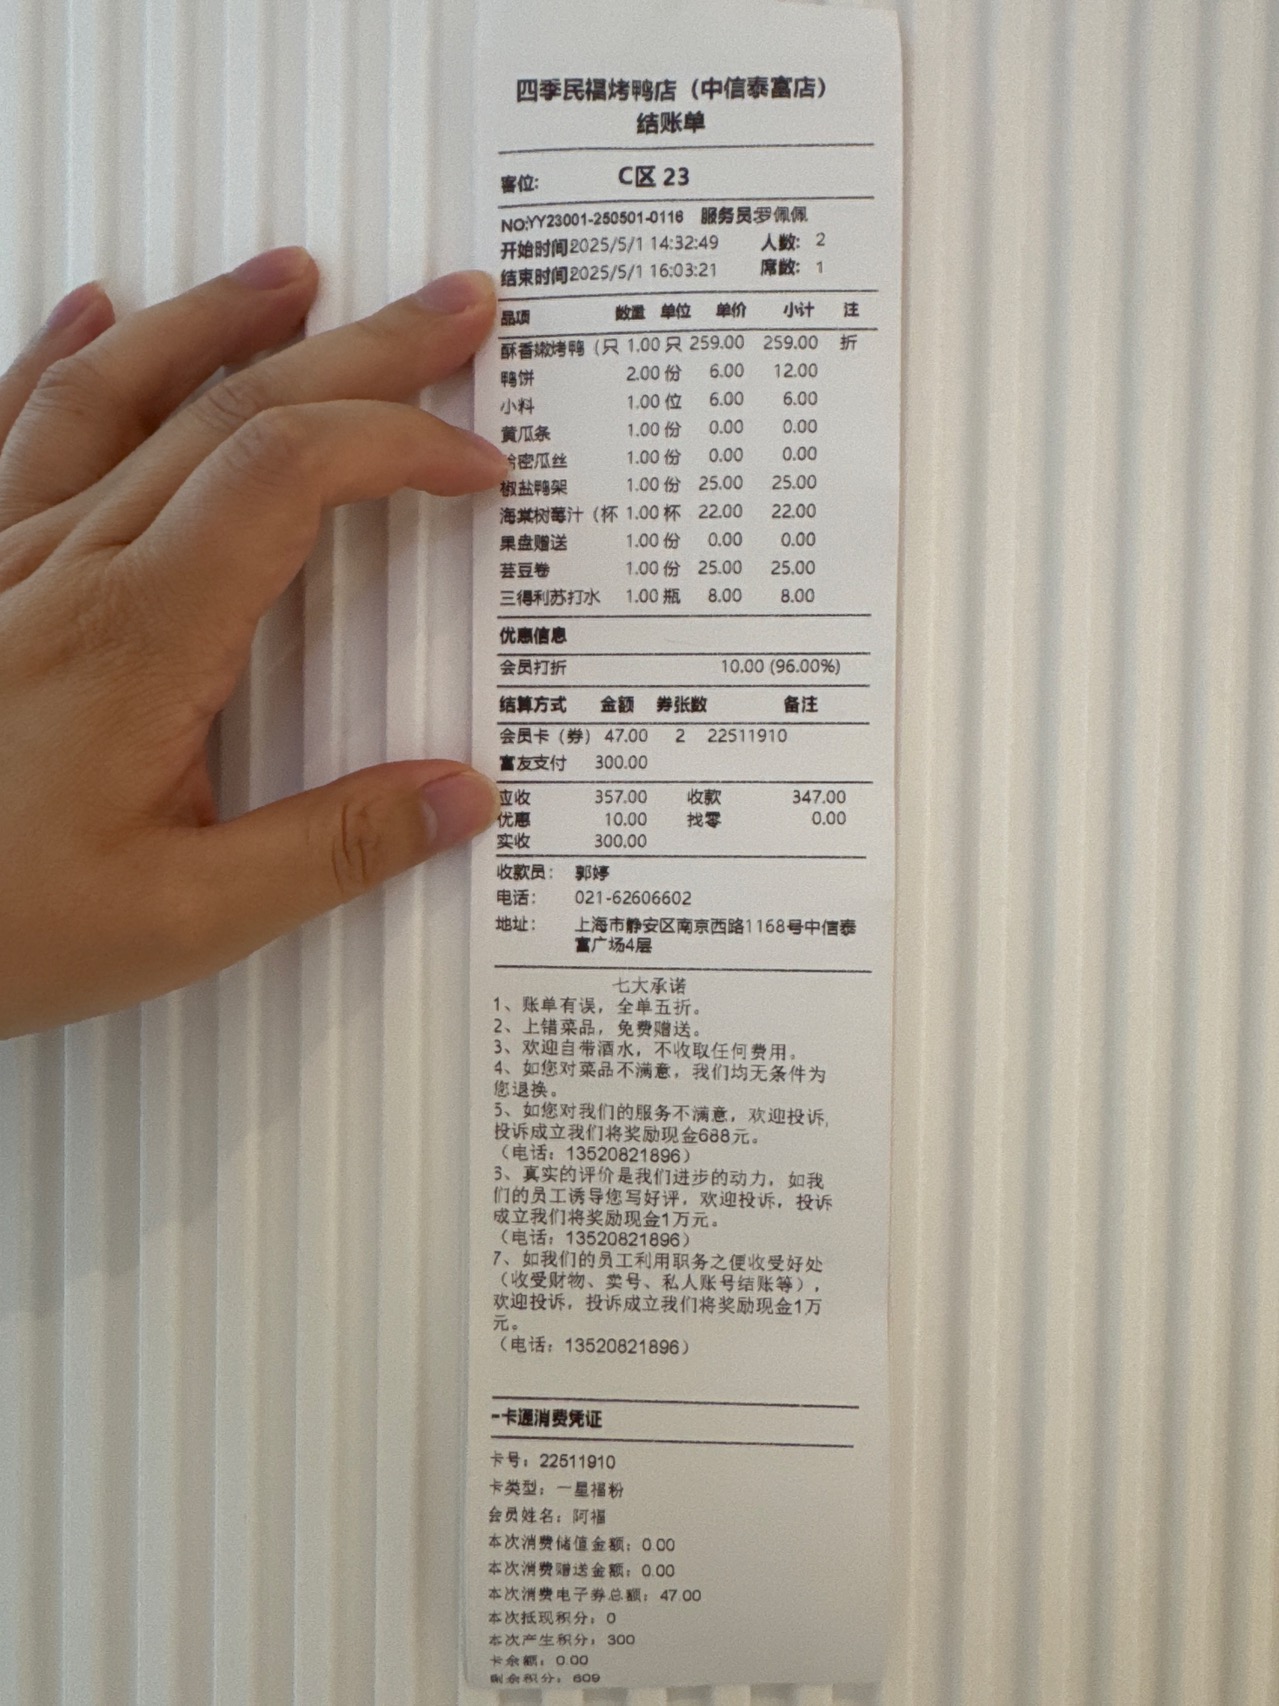 四季民福烤鸭店（中信泰富店）
结账单
客位： C区 23
NO:YY23001-250501-0116 服务员:罗佩佩
开始时间2025/5/1 14:32:49 人数： 2
结束时间2025/5/1 16:03:21 席数： 1
品项 数量 单位 单价 小计 注
酥香嫩烤鸭（只 1.00 只 259.00 259.00 折
鸭饼 2.00 份 6.00 12.00
小料 1.00 位 6.00 6.00
黄瓜条 1.00 份 0.00 0.00
哈密瓜丝 1.00 份 0.00 0.00
椒盐鸭架 1.00 份 25.00 25.00
海棠树莓汁（杯 1.00 杯 22.00 22.00
果盘赠送 1.00 份 0.00 0.00
芸豆卷 1.00 份 25.00 25.00
三得利苏打水 1.00 瓶 8.00 8.00
优惠信息
会员打折 10.00 (96.00%)
结算方式 金额 券张数 备注
会员卡（券） 47.00 2 22511910
富友支付 300.00
应收 357.00 收款 347.00
优惠 10.00 找零 0.00
实收 300.00
收款员： 郭婷
电话： 021-62606602
地址： 上海市静安区南京西路1168号中信泰
富广场4层
七大承诺
1、账单有误，全单五折。
2、上错菜品，免费赠送。
3、欢迎自带酒水，不收取任何费用。
4、如您对菜品不满意，我们均无条件为
您退换。
5、如您对我们的服务不满意，欢迎投诉，
投诉成立我们将奖励现金688元。
（电话：13520821896）
6、真实的评价是我们进步的动力，如我
们的员工诱导您写好评，欢迎投诉，投诉
成立我们将奖励现金1万元。
（电话：13520821896）
7、如我们的员工利用职务之便收受好处
（收受财物、卖号、私人账号结账等），
欢迎投诉，投诉成立我们将奖励现金1万
元。
（电话：13520821896）
一卡通消费凭证
卡号：22511910
卡类型：一星福粉
会员姓名：阿福
本次消费储值金额：0.00
本次消费赠送金额：0.00
本次消费电子券总额：47.00
本次抵现积分：0
本次产生积分：300
卡余额：0.00
剩余积分：609